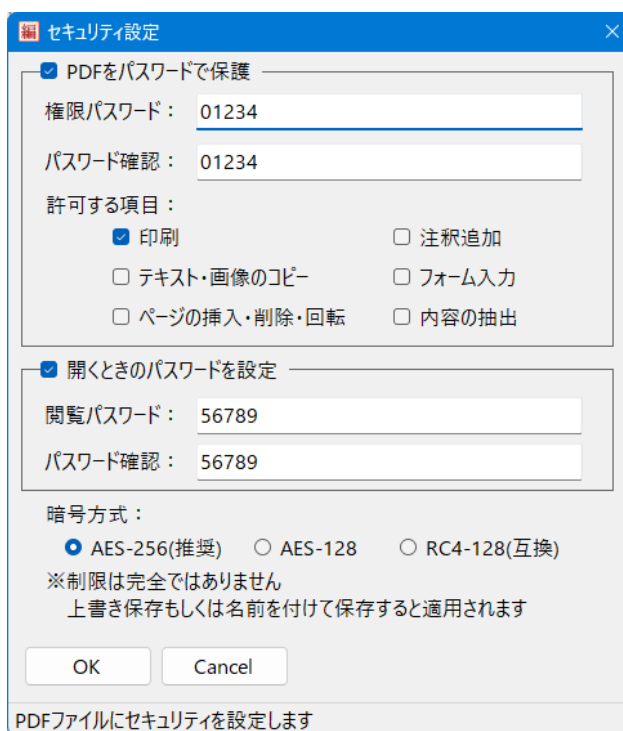 編 セキュリティ設定
PDFをパスワードで保護
権限パスワード： 01234
パスワード確認： 01234
許可する項目：
印刷 注釈追加
テキスト・画像のコピー フォーム入力
ページの挿入・削除・回転 内容の抽出
開くときのパスワードを設定
閲覧パスワード： 56789
パスワード確認： 56789
暗号方式：
AES-256(推奨) AES-128 RC4-128(互換)
※制限は完全ではありません
上書き保存もしくは名前を付けて保存すると適用されます
OK Cancel
PDFファイルにセキュリティを設定します